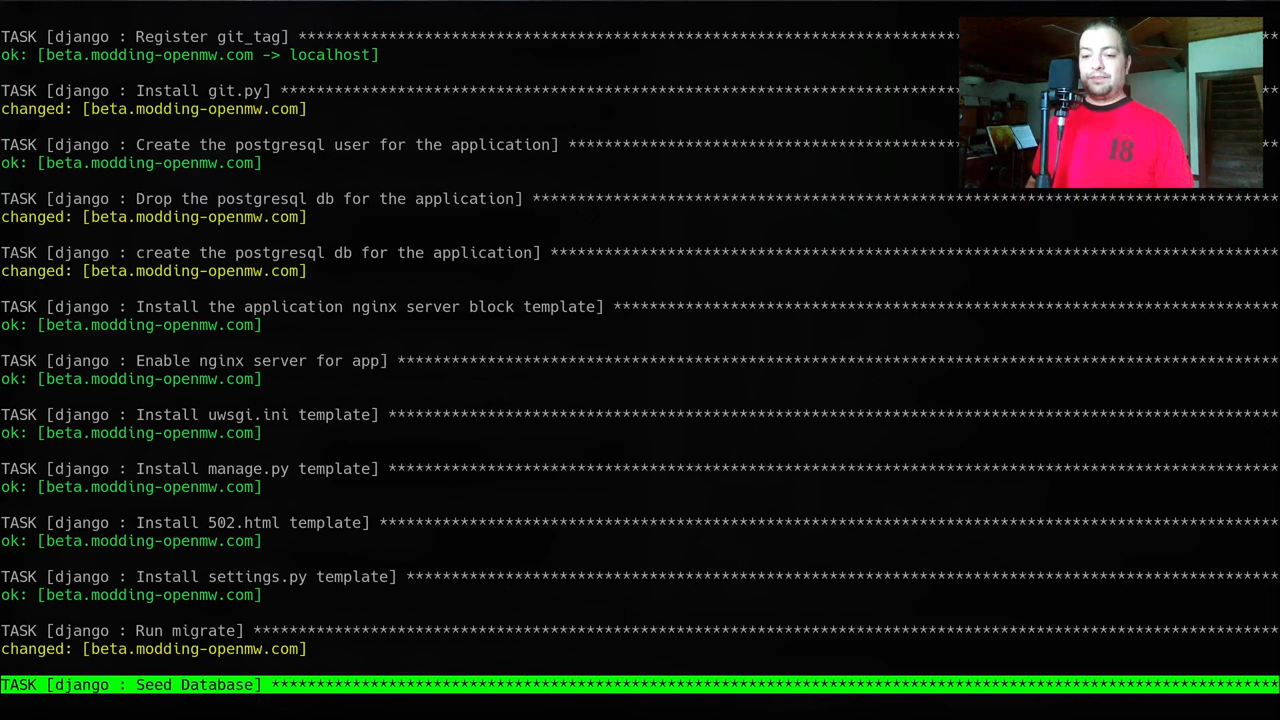 TASK [django : Register git_tag] ****************************************************************************
ok: [beta.modding-openmw.com -> localhost]
TASK [django : Install git.py] ******************************************************************************
changed: [beta.modding-openmw.com]
TASK [django : Create the postgresql user for the application] **********************************************
ok: [beta.modding-openmw.com]
TASK [django : Drop the postgresql db for the application] ***********************************************************************************
changed: [beta.modding-openmw.com]
TASK [django : create the postgresql db for the application] *********************************************************************************
changed: [beta.modding-openmw.com]
TASK [django : Install the application nginx server block template] **************************************************************************
ok: [beta.modding-openmw.com]
TASK [django : Enable nginx server for app] **************************************************************************************************
ok: [beta.modding-openmw.com]
TASK [django : Install uwsgi.ini template] ***************************************************************************************************
ok: [beta.modding-openmw.com]
TASK [django : Install manage.py template] ***************************************************************************************************
ok: [beta.modding-openmw.com]
TASK [django : Install 502.html template] ****************************************************************************************************
ok: [beta.modding-openmw.com]
TASK [django : Install settings.py template] *************************************************************************************************
ok: [beta.modding-openmw.com]
TASK [django : Run migrate] ******************************************************************************************************************
changed: [beta.modding-openmw.com]
TASK [django : Seed Database] ****************************************************************************************************************
18